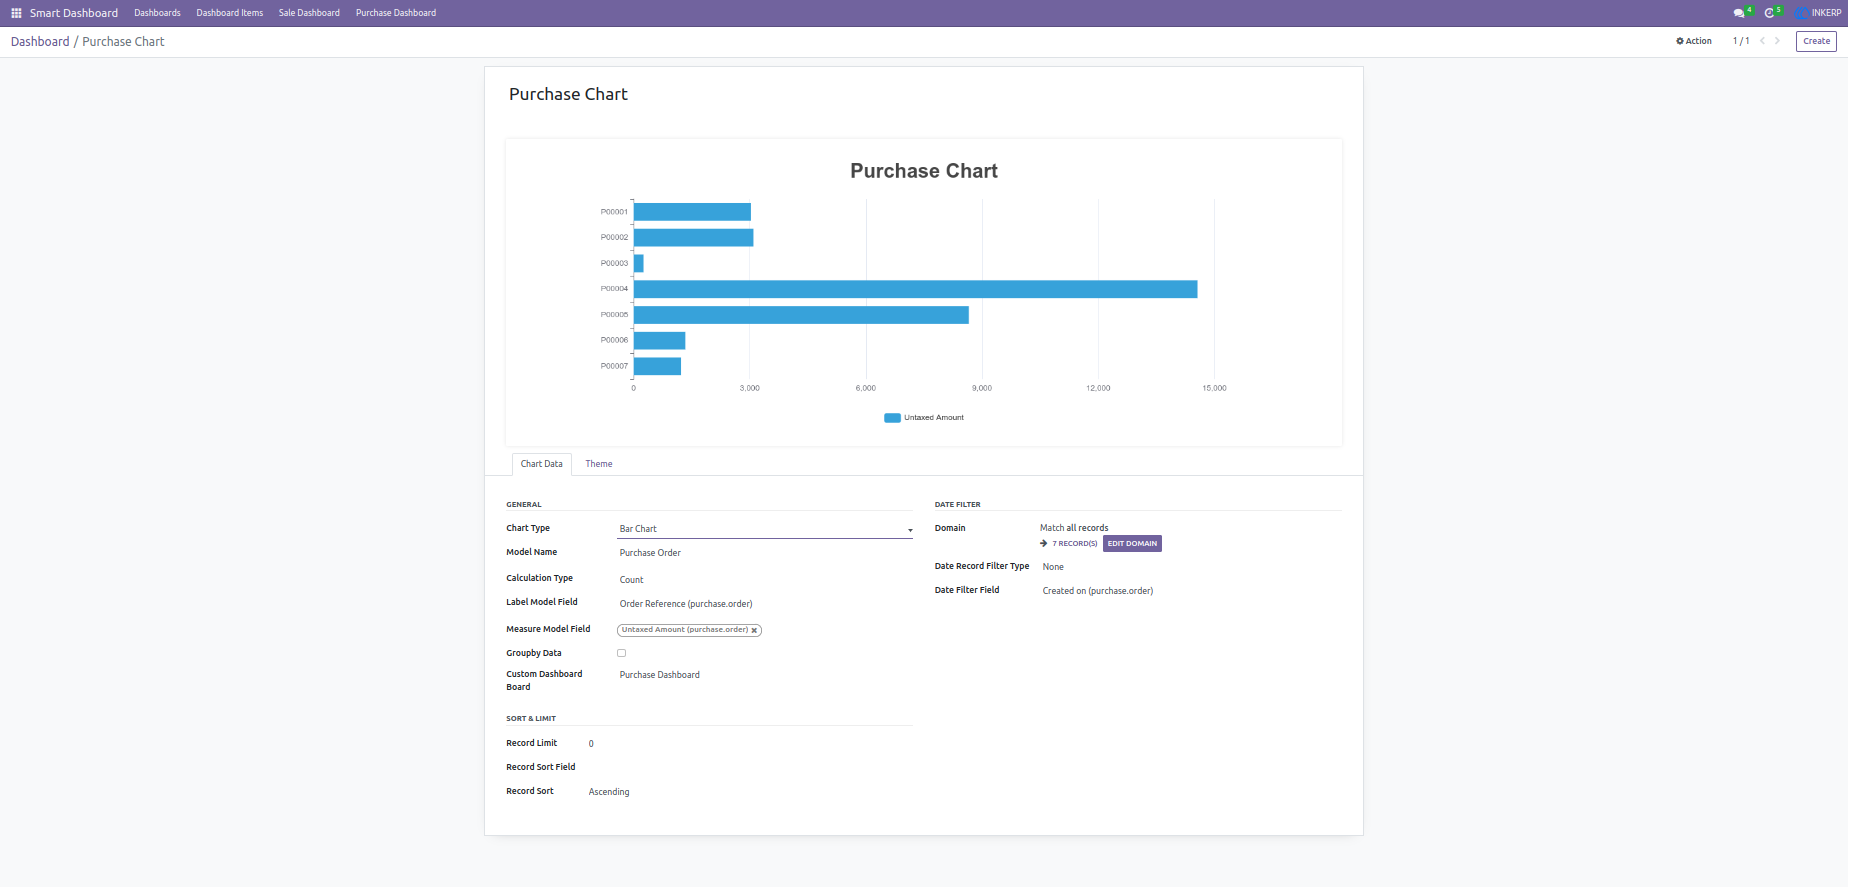 Smart Dashboard Dashboards Dashboard Items Sale Dashboard Purchase Dashboard 4 5 INKERP
Dashboard / Purchase Chart Action 1 / 1 Create
Purchase Chart
Purchase Chart
P00001
P00002
P00003
P00004
P00005
P00006
P00007
0 3,000 6,000 9,000 12,000 15,000
Untaxed Amount
Chart Data Theme
GENERAL
Chart Type Bar Chart
Model Name Purchase Order
Calculation Type Count
Label Model Field Order Reference (purchase.order)
Measure Model Field Untaxed Amount (purchase.order) ×
Groupby Data
Custom Dashboard Board Purchase Dashboard
DATE FILTER
Domain Match all records
→ 7 RECORD(S) EDIT DOMAIN
Date Record Filter Type None
Date Filter Field Created on (purchase.order)
SORT & LIMIT
Record Limit 0
Record Sort Field
Record Sort Ascending